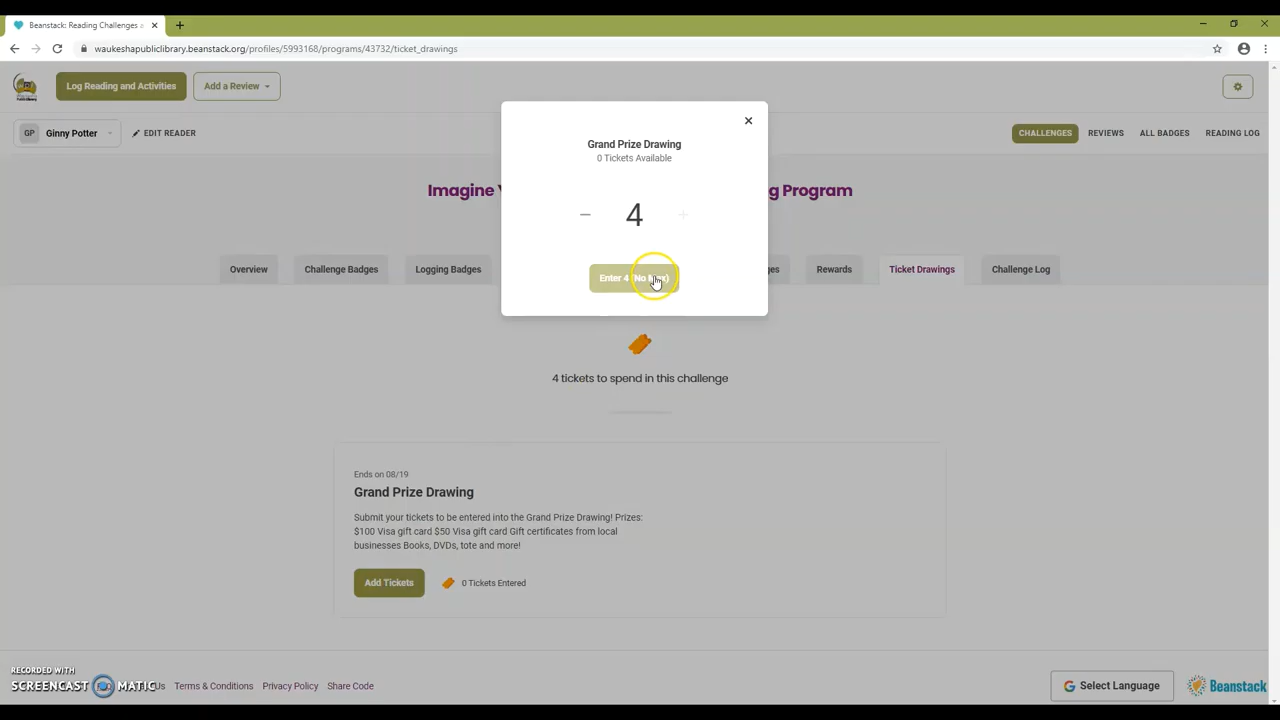 Beanstack: Reading Challenges a
waukeshapubliclibrary.beanstack.org/profiles/5993168/programs/43732/ticket_drawings
Log Reading and Activities
Add a Review
GP
Ginny Potter
EDIT READER
CHALLENGES
REVIEWS
ALL BADGES
READING LOG
Grand Prize Drawing
0 Tickets Available
Imagine
g Program
4
Overview
Challenge Badges
Logging Badges
Rewards
Ticket Drawings
Challenge Log
Enter 4 (No Max)
4 tickets to spend in this challenge
Ends on 08/19
Grand Prize Drawing
Submit your tickets to be entered into the Grand Prize Drawing! Prizes:
$100 Visa gift card $50 Visa gift card Gift certificates from local
businesses Books, DVDs, tote and more!
Add Tickets
0 Tickets Entered
RECORDED WITH
SCREENCAST MATIC
Us
Terms & Conditions
Privacy Policy
Share Code
Select Language
Beanstack